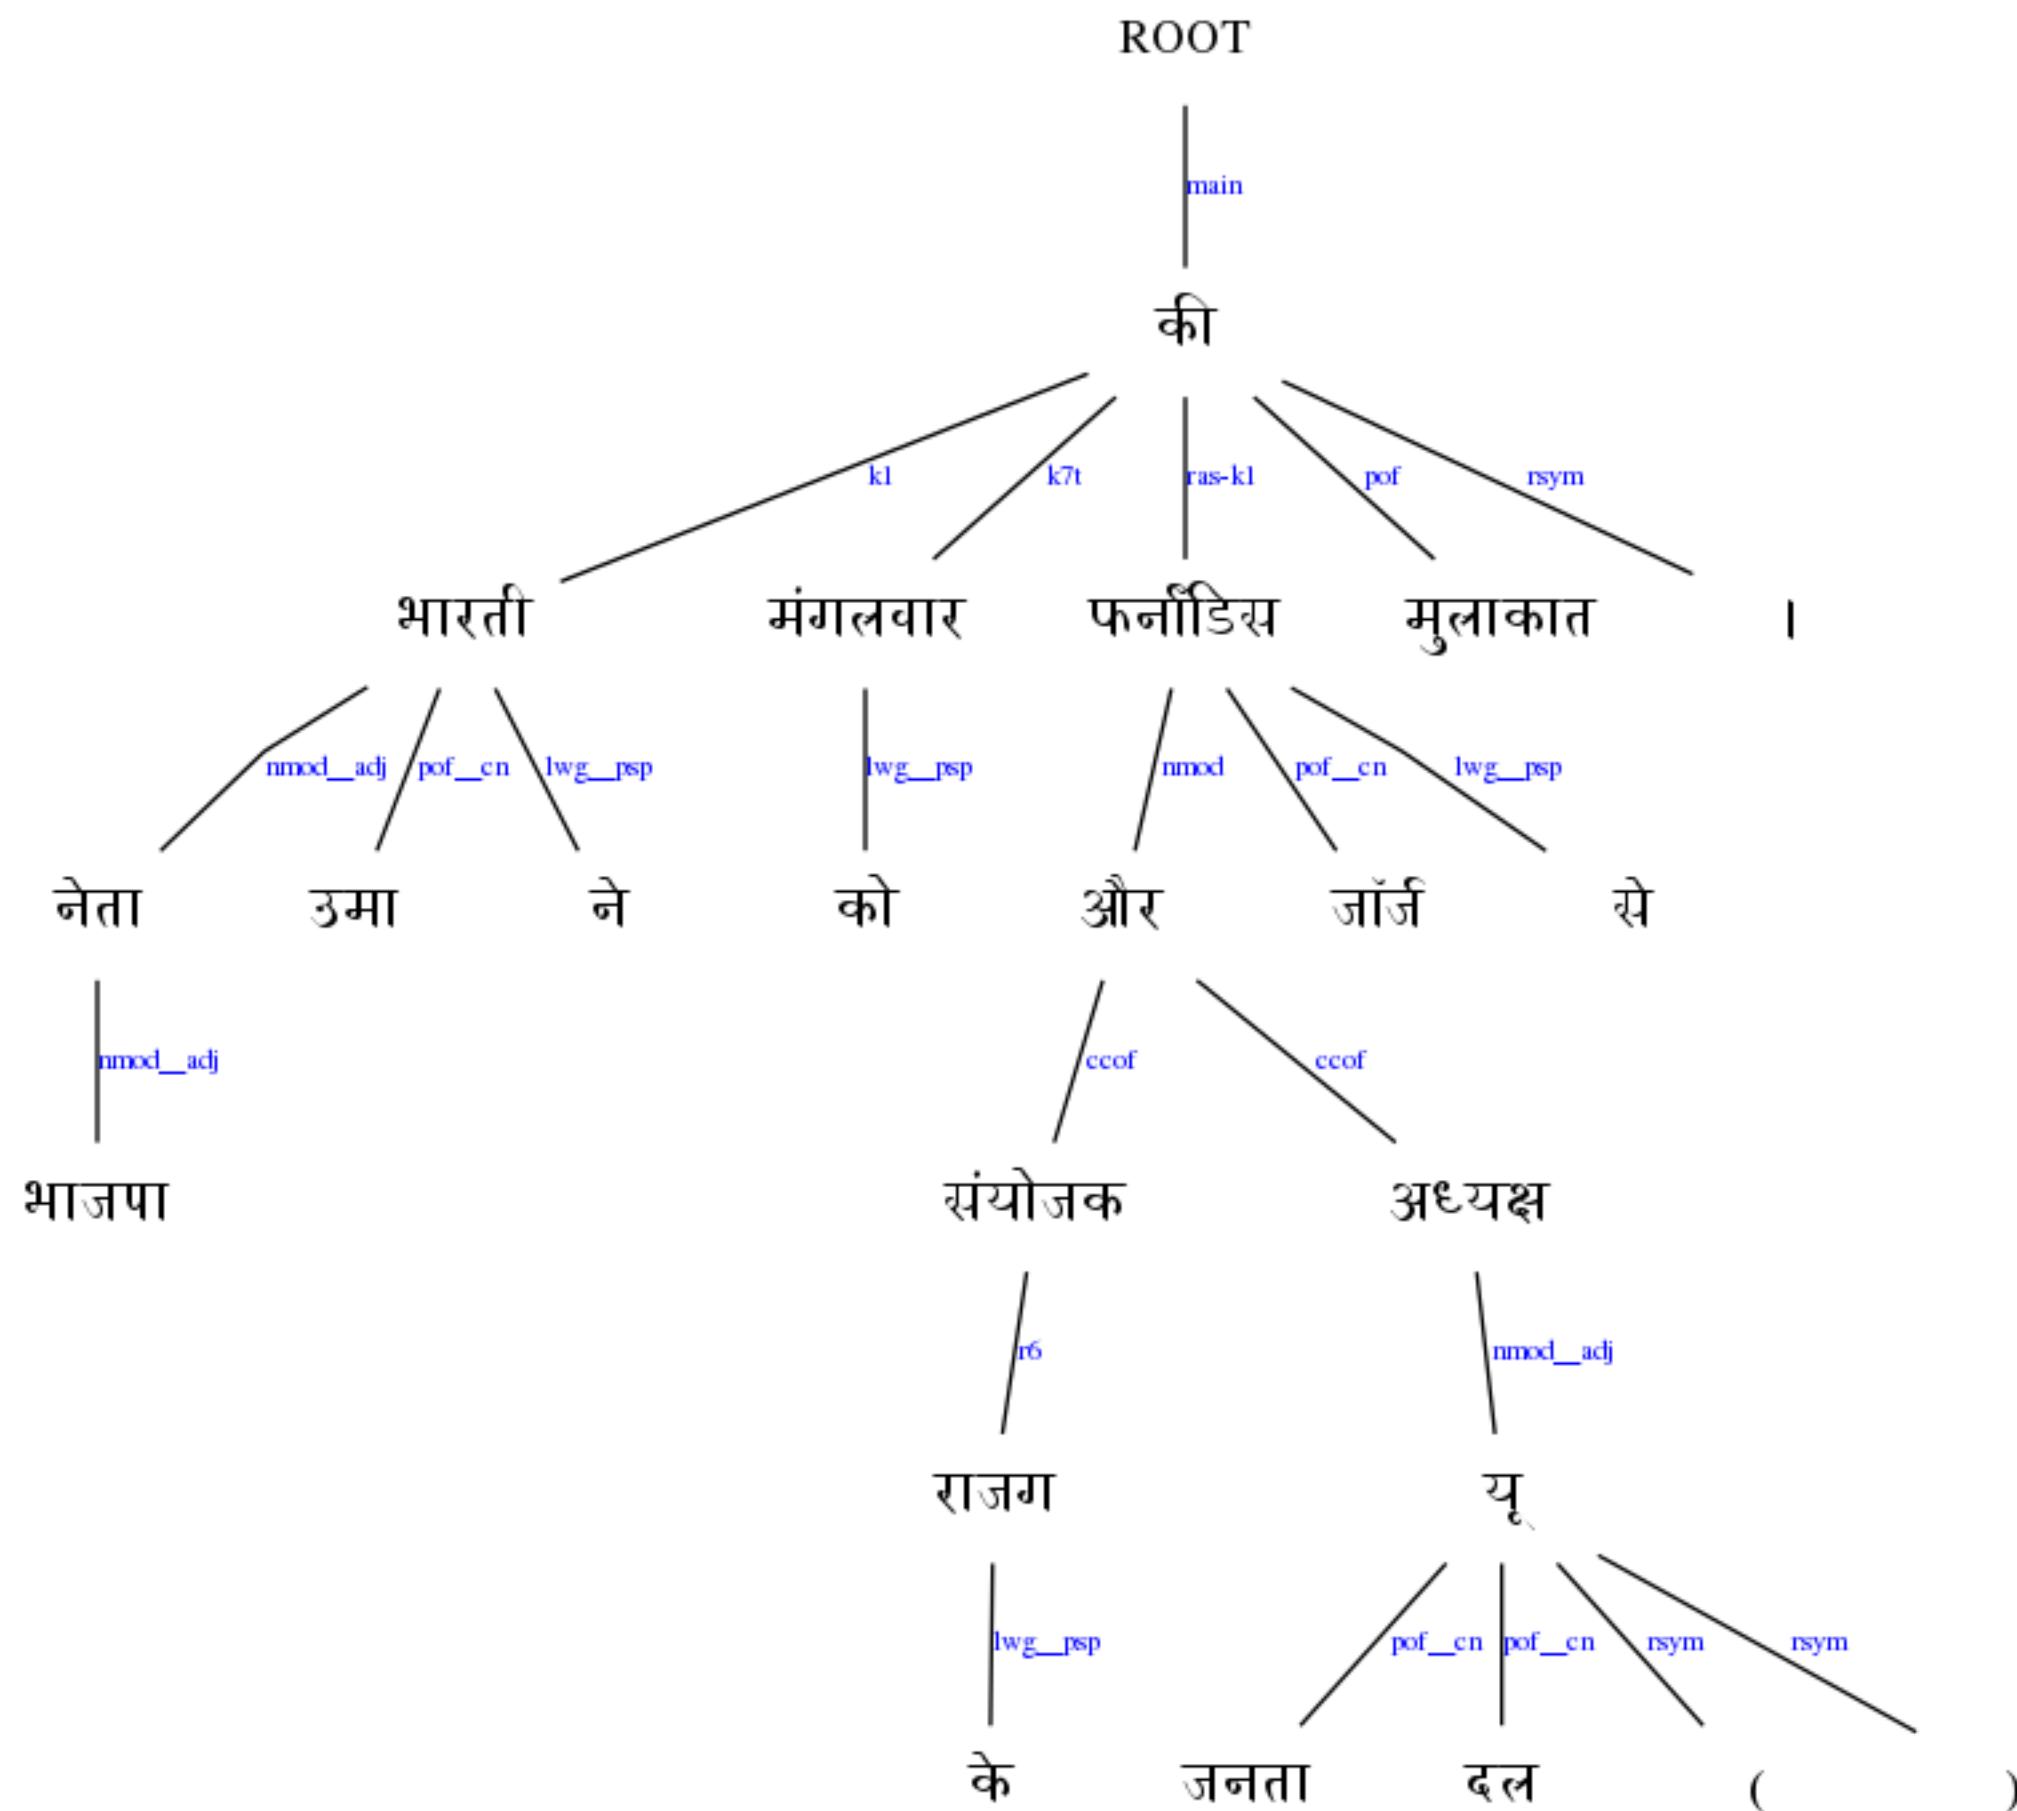 ROOT
main
की
k1 k7t ras-k1 pof rsym
भारती मंगलवार फर्नांडिस मुलाकात ।
nmod__adj pof__cn lwg__psp lwg__psp nmod pof__cn lwg__psp
नेता उमा ने को और जॉर्ज से
nmod__adj ccof ccof
भाजपा संयोजक अध्यक्ष
r6 nmod__adj
राजग यू
lwg__psp pof__cn pof__cn rsym rsym
के जनता दल ( )